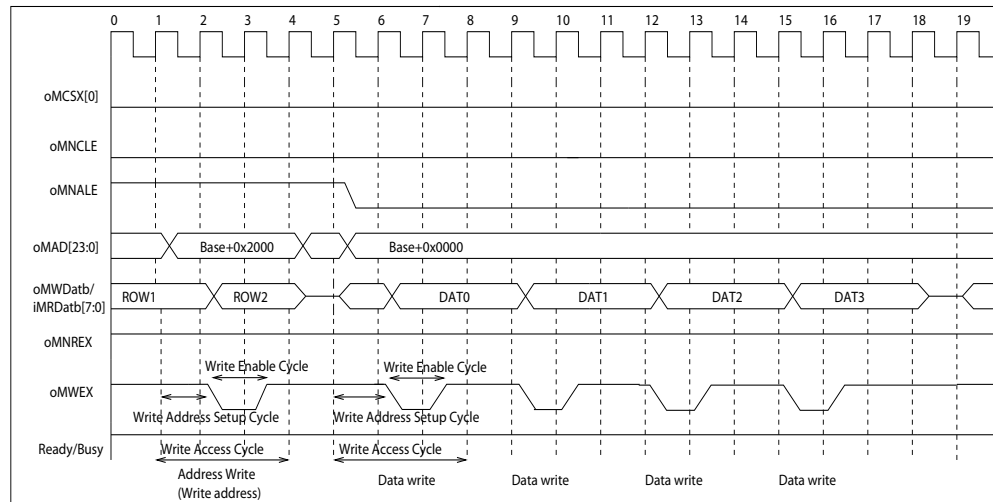 0 1 2 3 4 5 6 7 8 9 10 11 12 13 14 15 16 17 18 19
oMCSX[0]
oMNCLE
oMNALE
oMAD[23:0] Base+0x2000 Base+0x0000
oMWDatb/
iMRDatb[7:0] ROW1 ROW2 DAT0 DAT1 DAT2 DAT3
oMNREX
Write Enable Cycle Write Enable Cycle
oMWEX
Write Address Setup Cycle Write Address Setup Cycle
Ready/Busy Write Access Cycle Write Access Cycle
Address Write Data write Data write Data write Data write
(Write address)